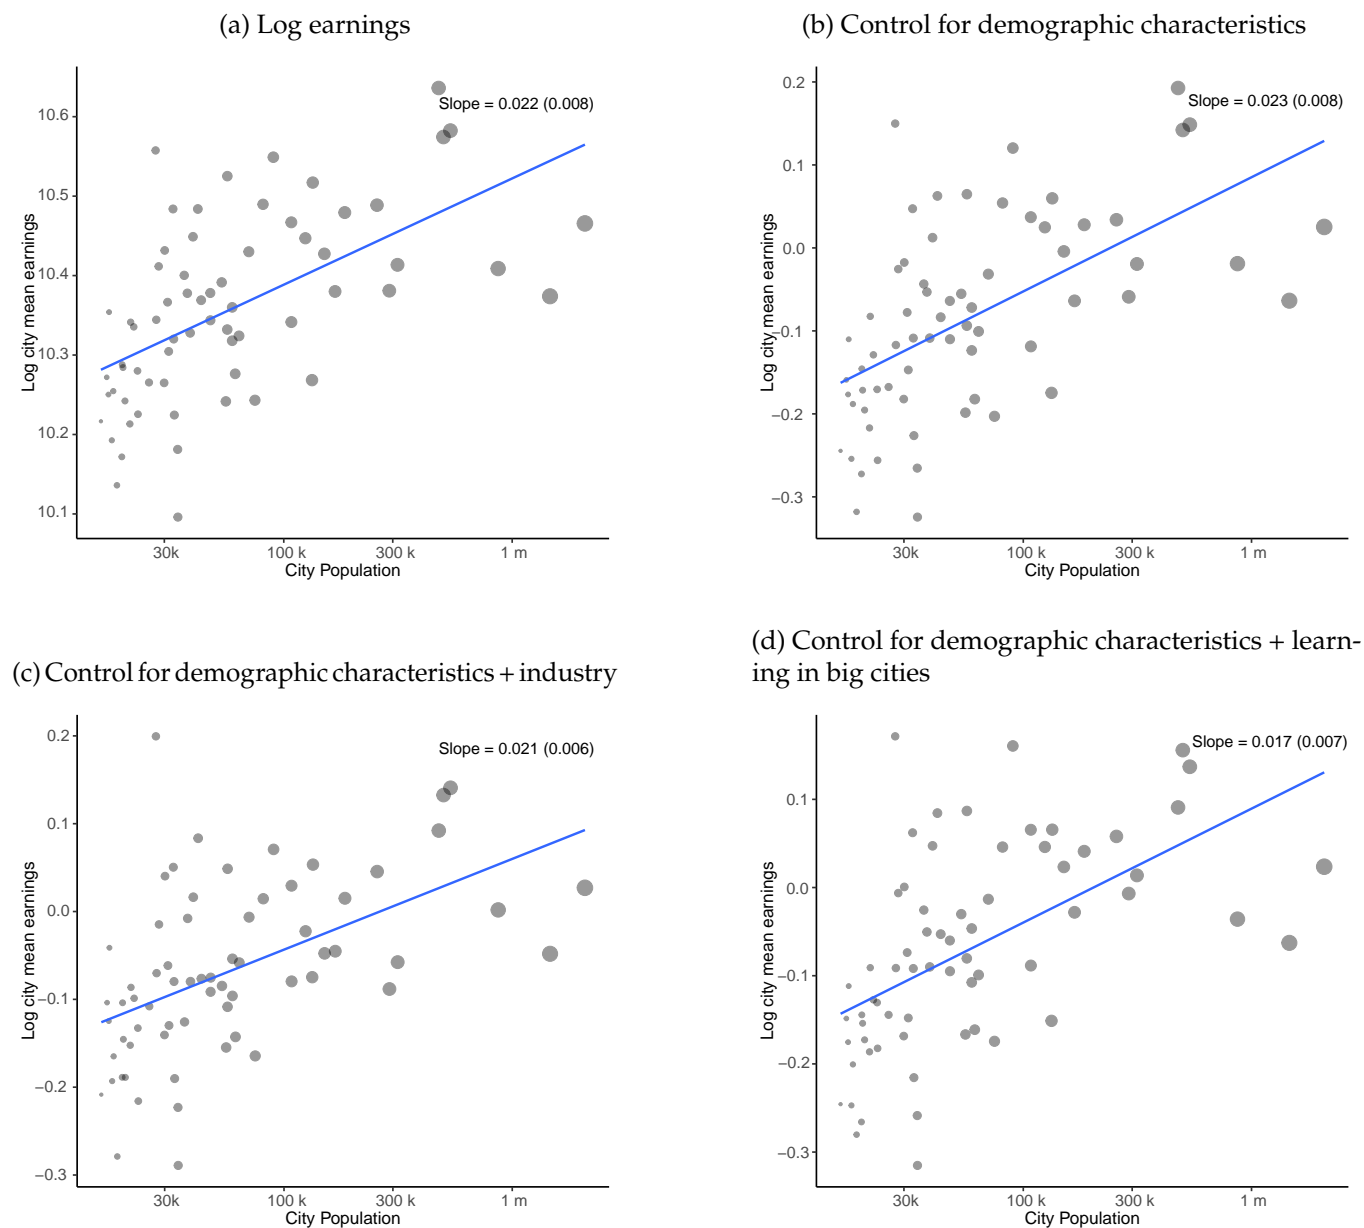 (a) Log earnings
Slope = 0.022 (0.008)
10.6
10.5
10.4
10.3
10.2
10.1
Log city mean earnings
30k
100 k
300 k
1 m
City Population
(b) Control for demographic characteristics
Slope = 0.023 (0.008)
0.2
0.1
0.0
−0.1
−0.2
−0.3
Log city mean earnings
30k
100 k
300 k
1 m
City Population
(c) Control for demographic characteristics + industry
Slope = 0.021 (0.006)
0.2
0.1
0.0
−0.1
−0.2
−0.3
Log city mean earnings
30k
100 k
300 k
1 m
City Population
(d) Control for demographic characteristics + learn-
ing in big cities
Slope = 0.017 (0.007)
0.1
0.0
−0.1
−0.2
−0.3
Log city mean earnings
30k
100 k
300 k
1 m
City Population